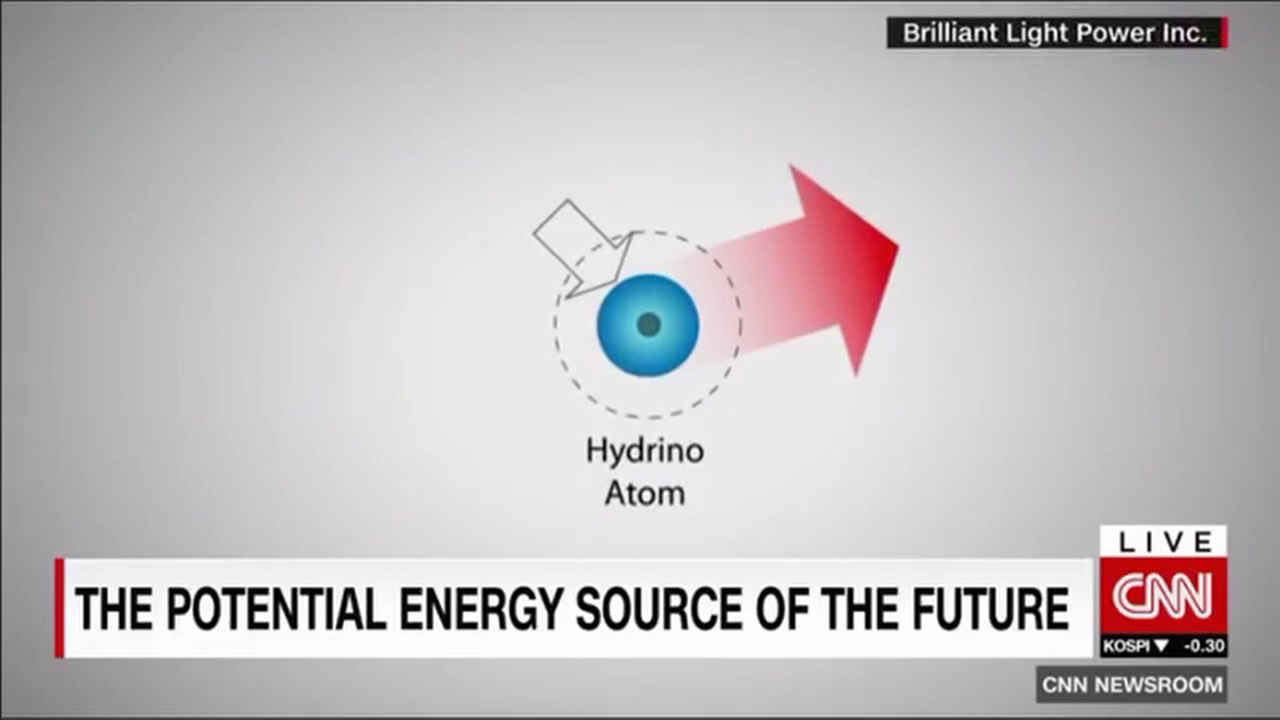 Brilliant Light Power Inc.
Hydrino
Atom
THE POTENTIAL ENERGY SOURCE OF THE FUTURE
LIVE
CNN
KOSPI ▼ -0.30
CNN NEWSROOM